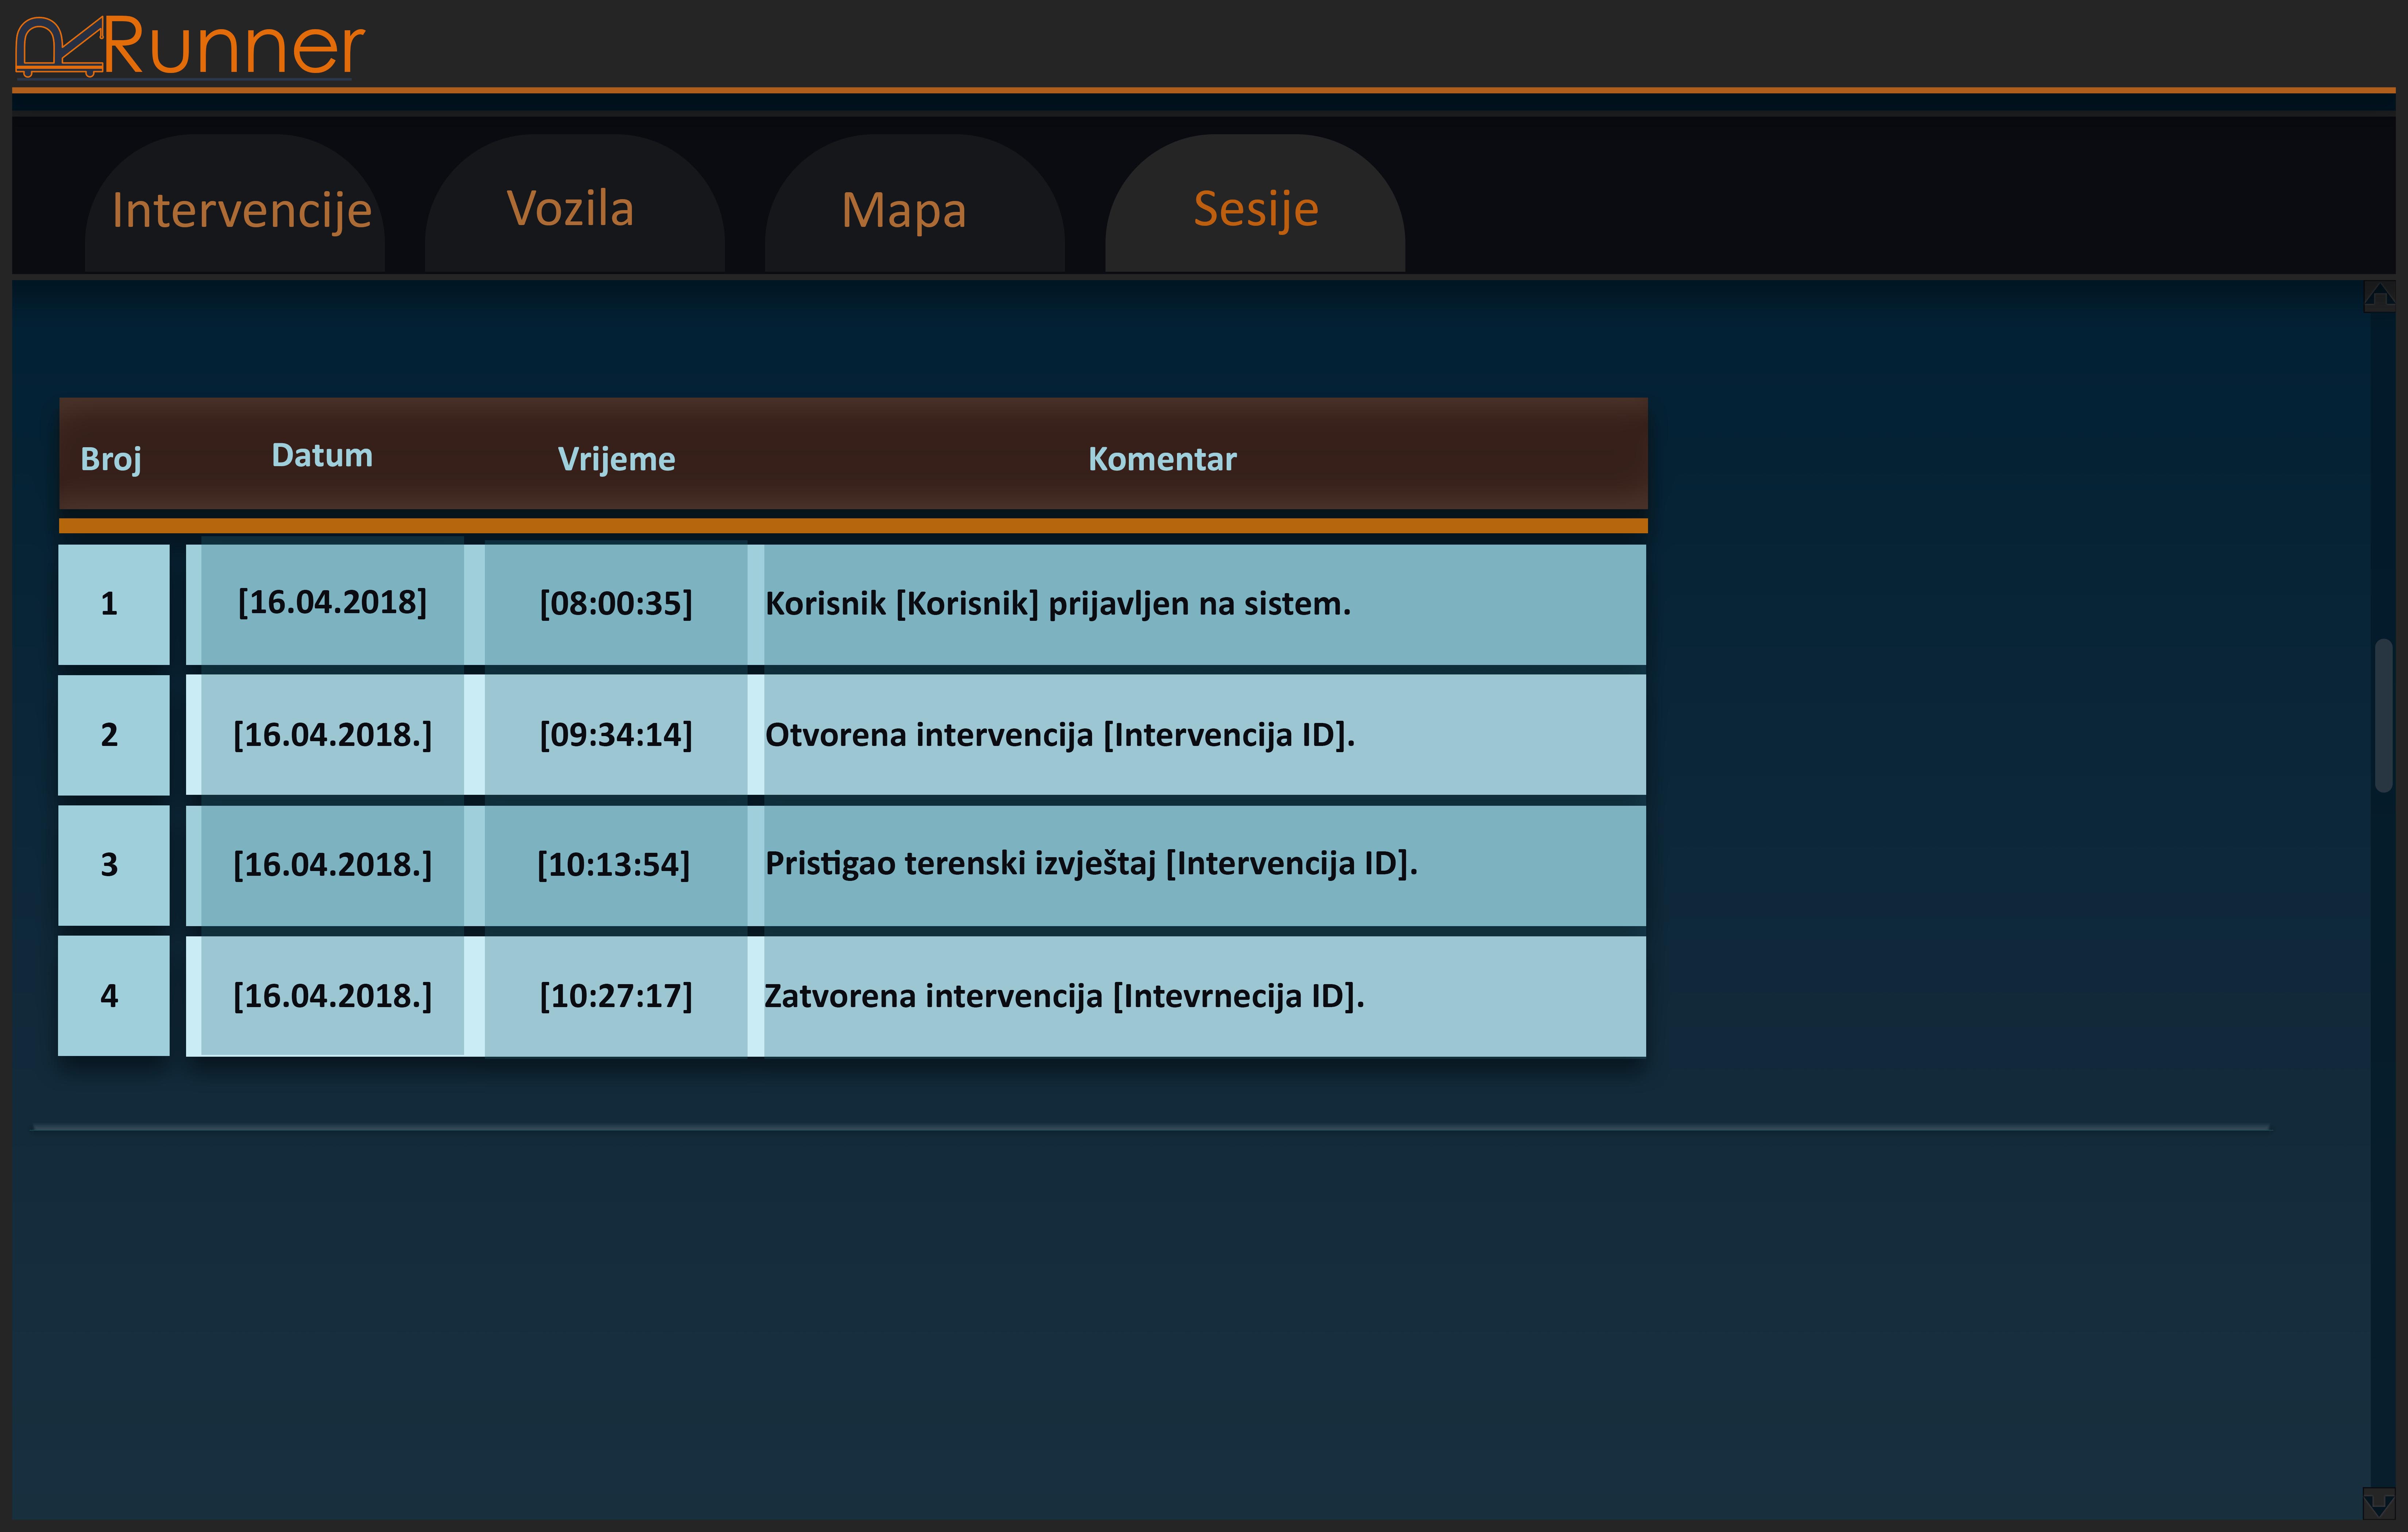 Runner
Intervencije Vozila Mapa Sesije
Broj Datum Vrijeme Komentar
1 [16.04.2018] [08:00:35] Korisnik [Korisnik] prijavljen na sistem.
2 [16.04.2018.] [09:34:14] Otvorena intervencija [Intervencija ID].
3 [16.04.2018.] [10:13:54] Pristigao terenski izvještaj [Intervencija ID].
4 [16.04.2018.] [10:27:17] Zatvorena intervencija [Intevrnecija ID].